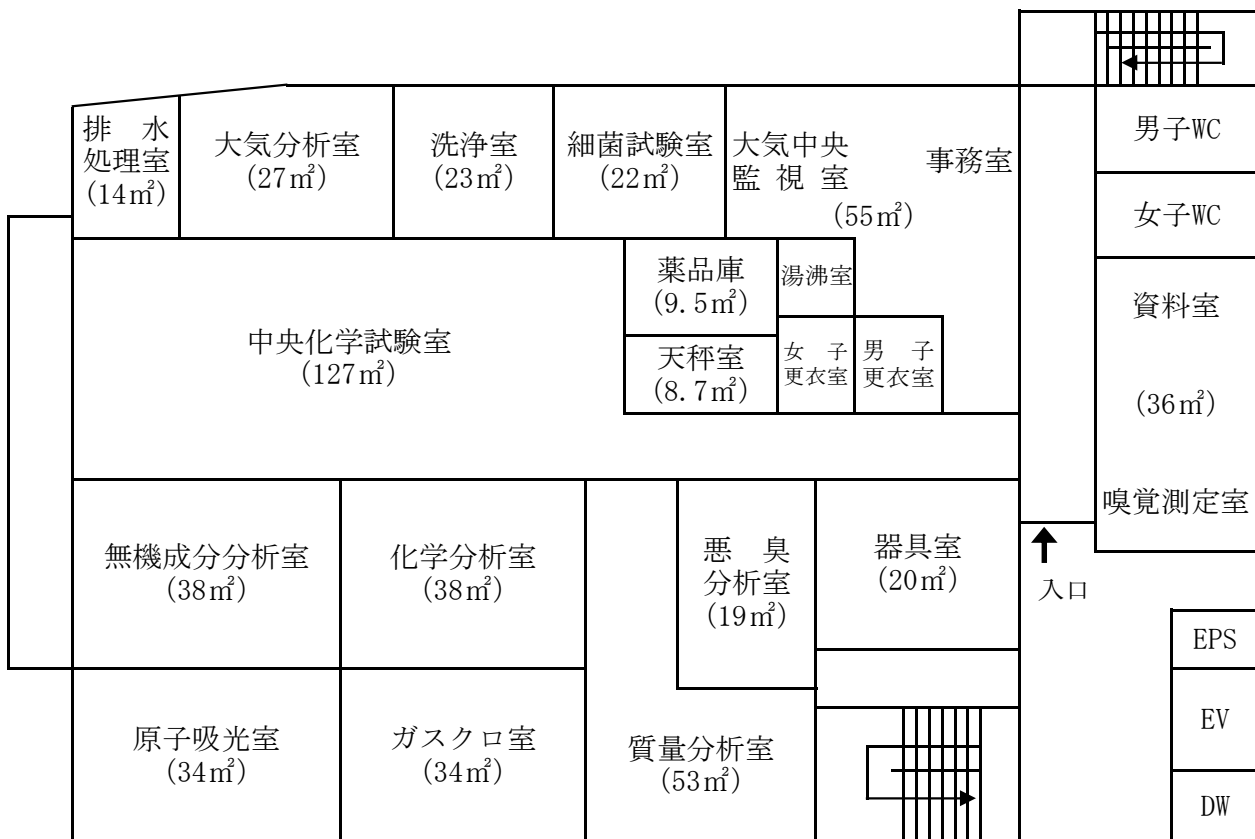 排　水
処理室
(14㎡)
大気分析室
(27㎡)
洗浄室
(23㎡)
細菌試験室
(22㎡)
大気中央
監 視 室
事務室
(55㎡)
男子WC
女子WC
薬品庫
(9.5㎡)
湯沸室
資料室
(36㎡)
嗅覚測定室
中央化学試験室
(127㎡)
天秤室
(8.7㎡)
女　子
更衣室
男　子
更衣室
無機成分分析室
(38㎡)
化学分析室
(38㎡)
悪　臭
分析室
(19㎡)
器具室
(20㎡)
入口
EPS
EV
DW
原子吸光室
(34㎡)
ガスクロ室
(34㎡)
質量分析室
(53㎡)